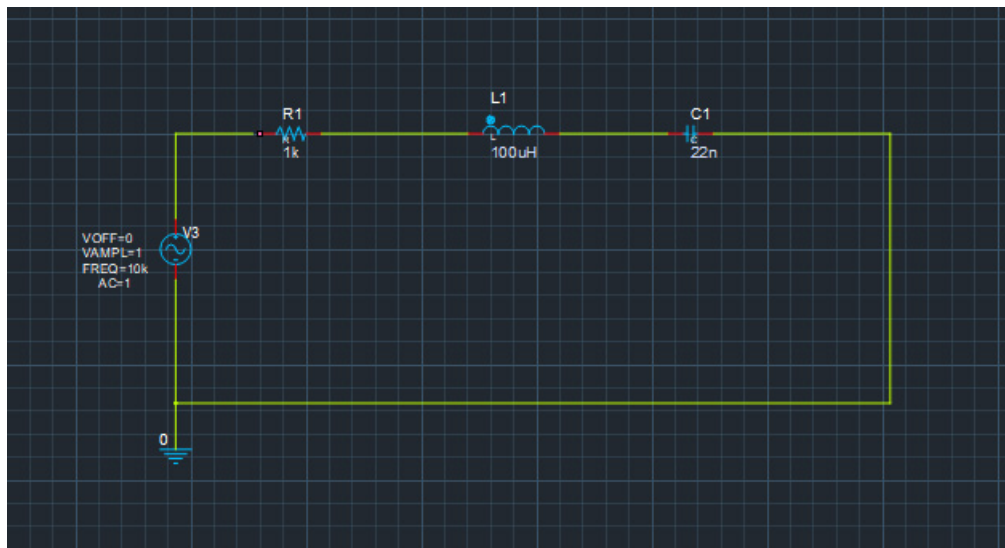 R1
R
1k
L1
L
100uH
C1
C
22n
V3
VOFF=0
VAMPL=1
FREQ=10k
AC=1
0